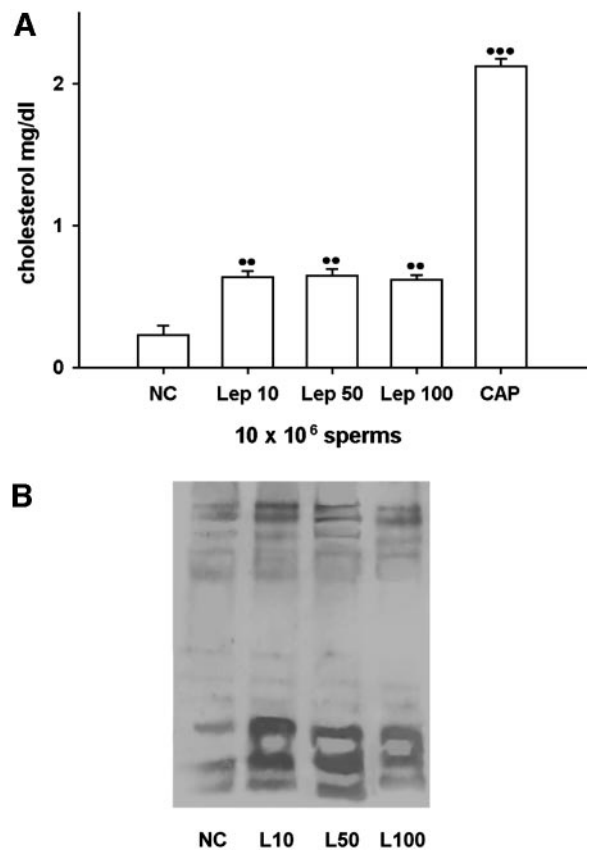 A
cholesterol mg/dl
2
1
0
•• •• •• •••
NC Lep 10 Lep 50 Lep 100 CAP
10 x 10⁶ sperms
B
NC L10 L50 L100